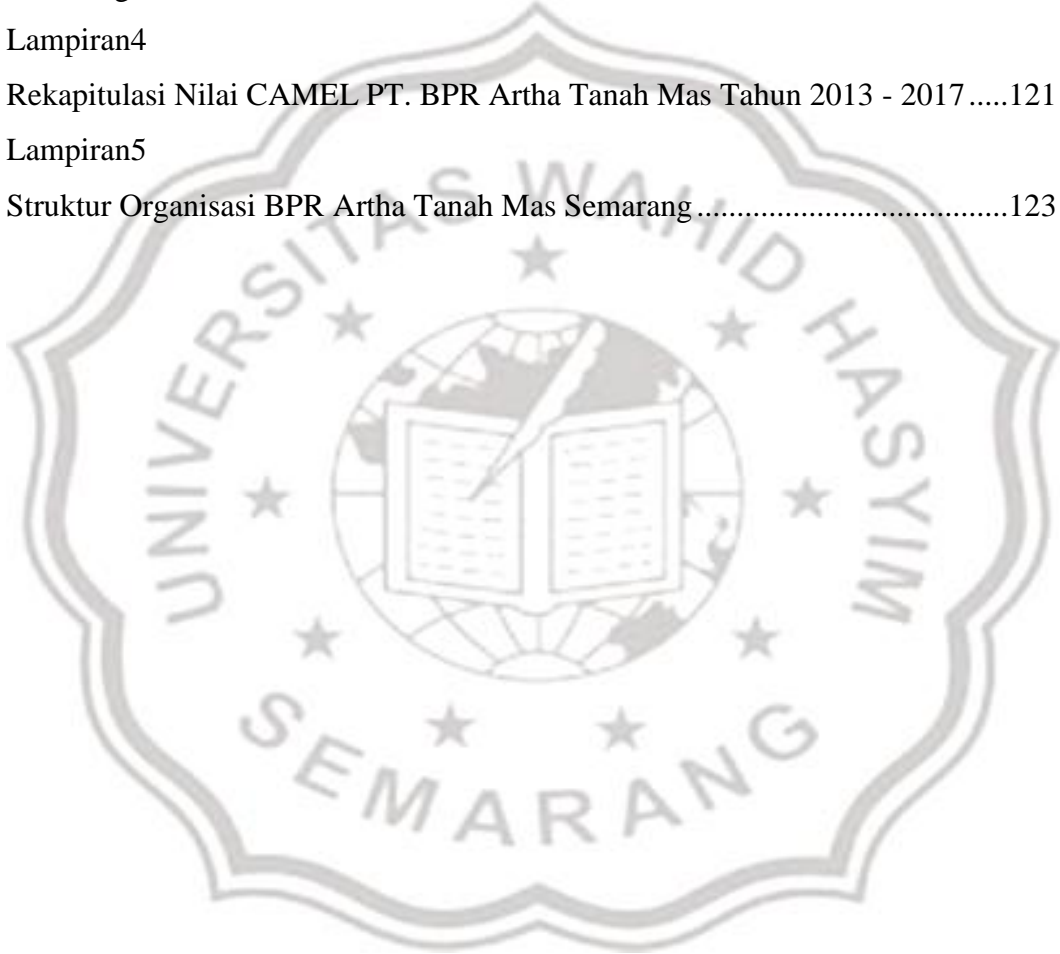 Lampiran4
Rekapitulasi Nilai CAMEL PT. BPR Artha Tanah Mas Tahun 2013 - 2017.....121
Lampiran5
Struktur Organisasi BPR Artha Tanah Mas Semarang.......................................123
UNIVERSITAS WAHID HASYIM
SEMARANG